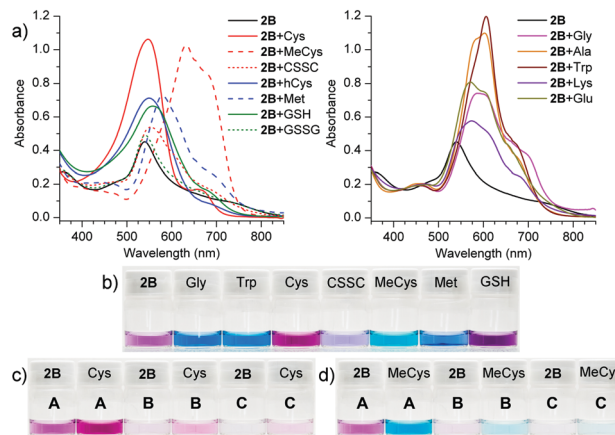 a)
2B
2B+Cys
2B+MeCys
2B+CSSC
2B+hCys
2B+Met
2B+GSH
2B+GSSG
Absorbance
1.2
1.0
0.8
0.6
0.4
0.2
0.0
400 500 600 700 800
Wavelength (nm)
2B
2B+Gly
2B+Ala
2B+Trp
2B+Lys
2B+Glu
Absorbance
1.2
1.0
0.8
0.6
0.4
0.2
0.0
400 500 600 700 800
Wavelength (nm)
b)
2B Gly Trp Cys CSSC MeCys Met GSH
c)
2B Cys 2B Cys 2B Cys
A A B B C C
d)
2B MeCys 2B MeCys 2B MeCys
A A B B C C